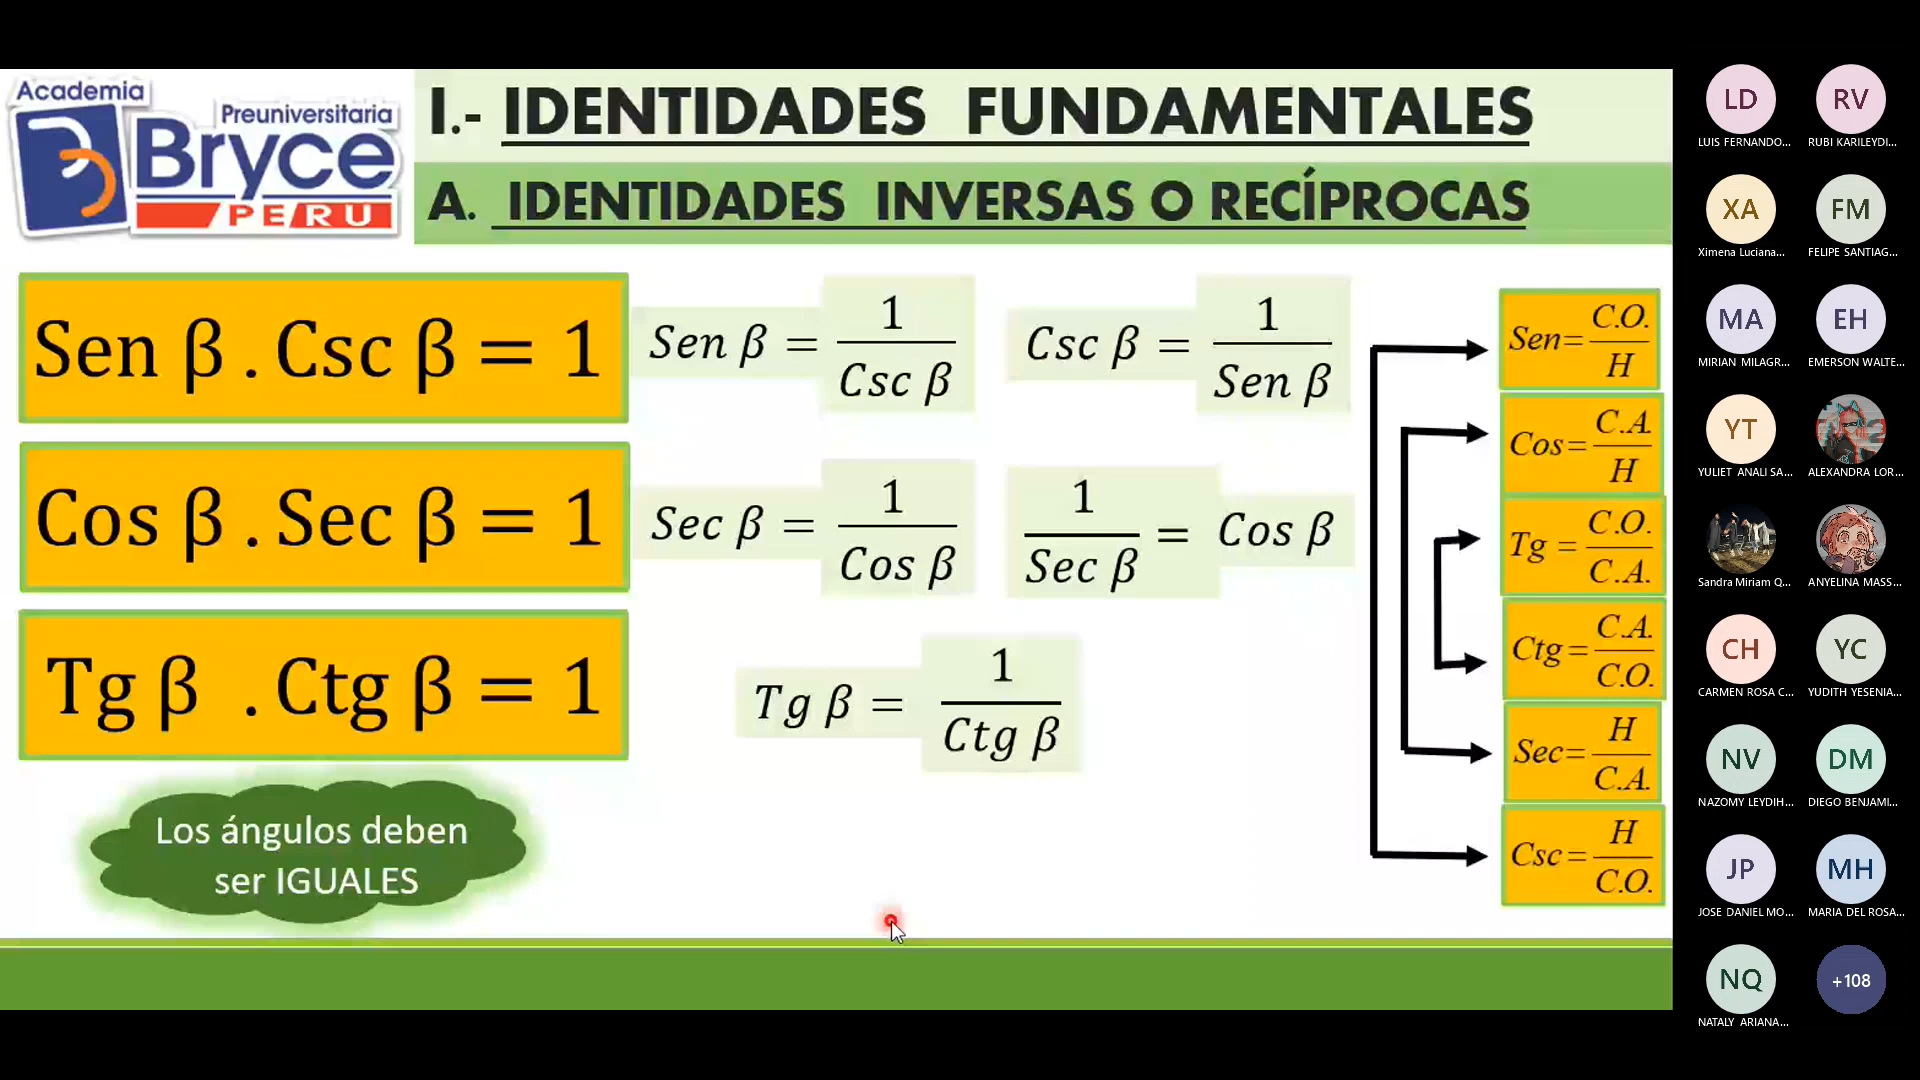 Academia
Preuniversitaria
Bryce
PERU
I.- IDENTIDADES FUNDAMENTALES
A. IDENTIDADES INVERSAS O RECÍPROCAS
Sen β . Csc β = 1
Sen β = 1 / Csc β
Csc β = 1 / Sen β
Cos β . Sec β = 1
Sec β = 1 / Cos β
1 / Sec β = Cos β
Tg β . Ctg β = 1
Tg β = 1 / Ctg β
Los ángulos deben
ser IGUALES
Sen= C.O. / H
Cos= C.A. / H
Tg = C.O. / C.A.
Ctg= C.A. / C.O.
Sec= H / C.A.
Csc= H / C.O.
LD
LUIS FERNANDO...
RV
RUBI KARILEYDI...
XA
Ximena Luciana...
FM
FELIPE SANTIAG...
MA
MIRIAN MILAGR...
EH
EMERSON WALTE...
YT
YULIET ANALI SA...
ALEXANDRA LOR...
Sandra Miriam Q...
ANYELINA MASS...
CH
CARMEN ROSA C...
YC
YUDITH YESENIA...
NV
NAZOMY LEYDIH...
DM
DIEGO BENJAMI...
JP
JOSE DANIEL MO...
MH
MARIA DEL ROSA...
NQ
NATALY ARIANA...
+108